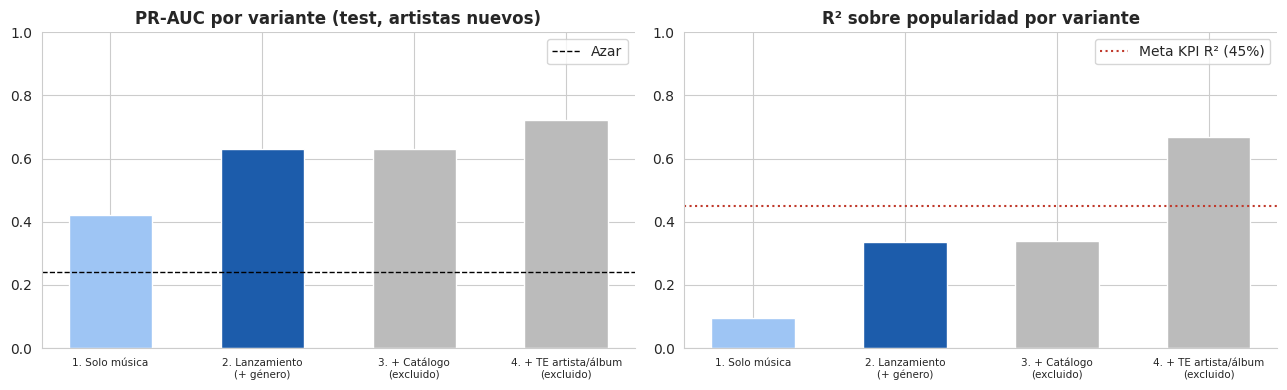 PR-AUC por variante (test, artistas nuevos)
1.0
0.8
0.6
0.4
0.2
0.0
Azar
1. Solo música
2. Lanzamiento
(+ género)
3. + Catálogo
(excluido)
4. + TE artista/álbum
(excluido)
R² sobre popularidad por variante
1.0
0.8
0.6
0.4
0.2
0.0
Meta KPI R² (45%)
1. Solo música
2. Lanzamiento
(+ género)
3. + Catálogo
(excluido)
4. + TE artista/álbum
(excluido)